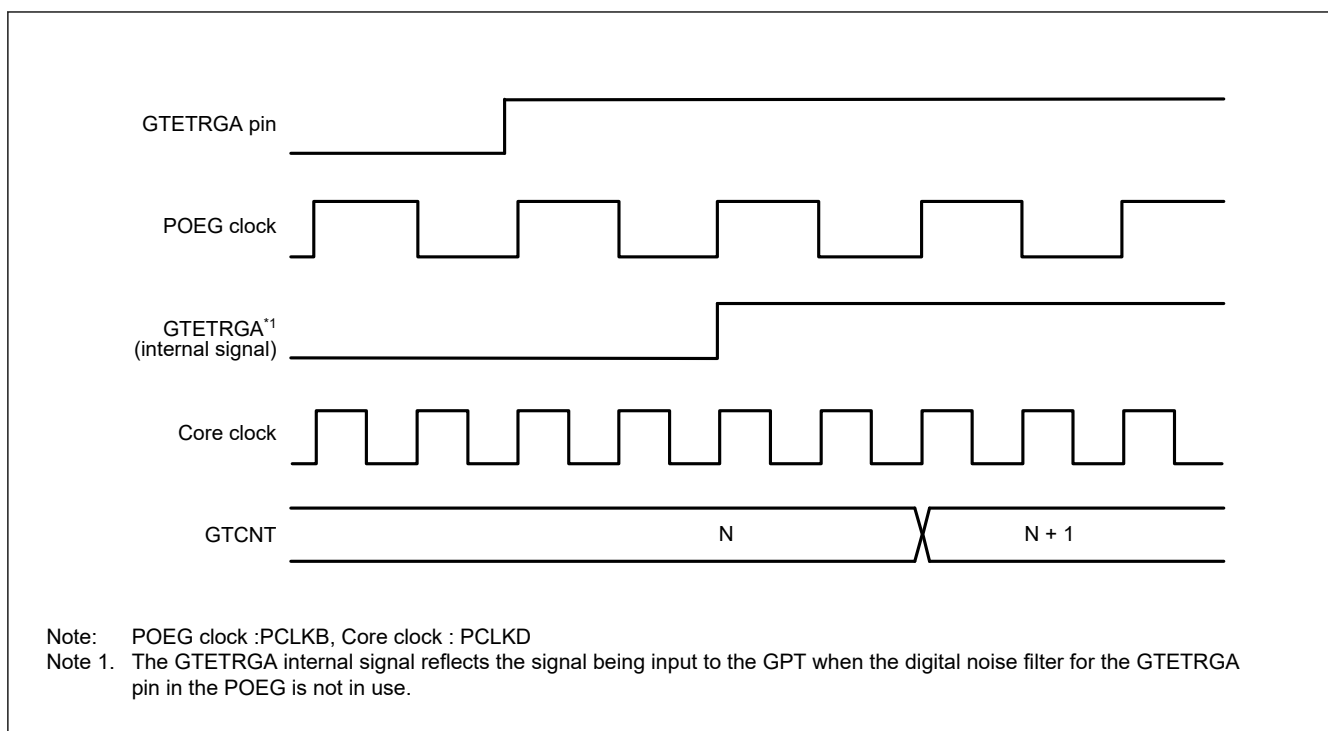 GTETRGA pin
POEG clock
GTETRGA*1
(internal signal)
Core clock
GTCNT
N
N + 1
Note: POEG clock :PCLKB, Core clock : PCLKD
Note 1. The GTETRGA internal signal reflects the signal being input to the GPT when the digital noise filter for the GTETRGA
pin in the POEG is not in use.